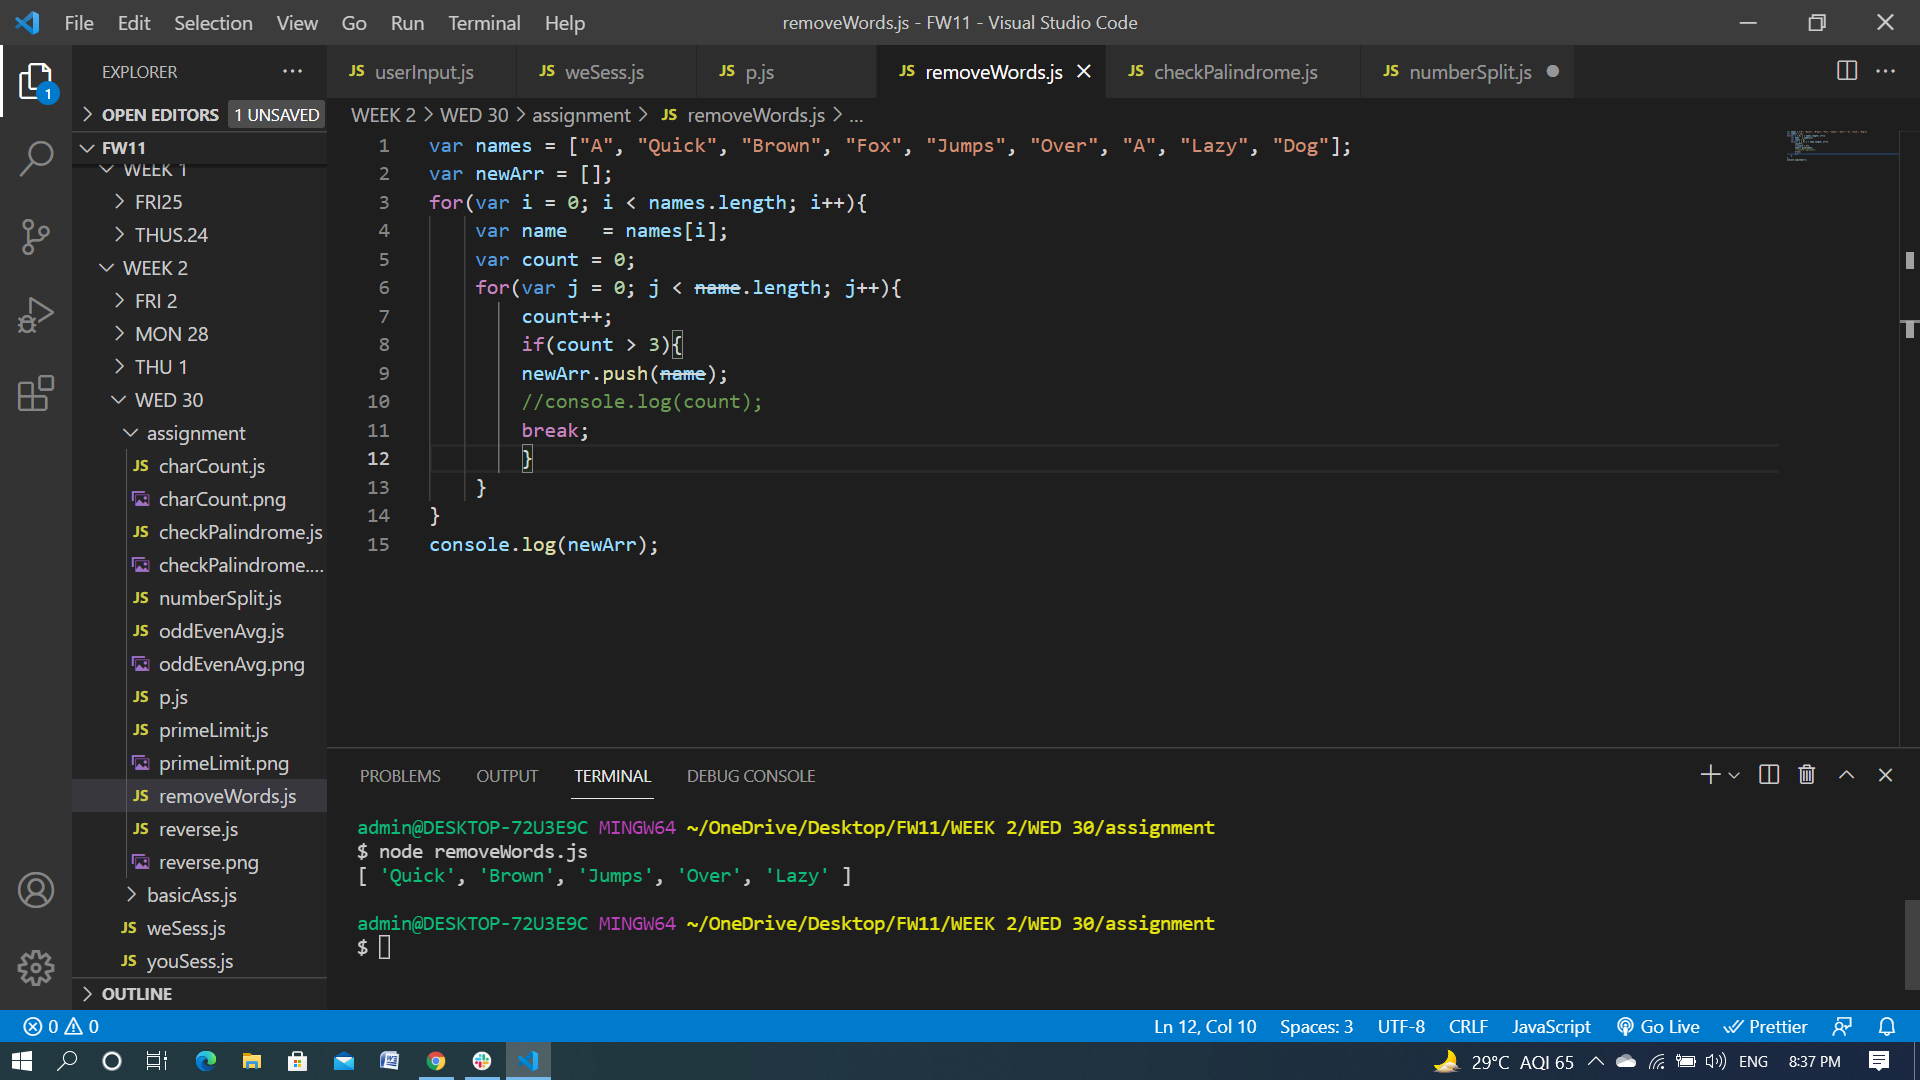 File Edit Selection View Go Run Terminal Help
removeWords.js - FW11 - Visual Studio Code
EXPLORER
JS userInput.js
JS weSess.js
JS p.js
JS removeWords.js
JS checkPalindrome.js
JS numberSplit.js
OPEN EDITORS 1 UNSAVED
WEEK 2 > WED 30 > assignment > JS removeWords.js > ...
FW11
WEEK 1
FRI25
THUS.24
WEEK 2
FRI 2
MON 28
THU 1
WED 30
assignment
JS charCount.js
charCount.png
JS checkPalindrome.js
checkPalindrome....
JS numberSplit.js
JS oddEvenAvg.js
oddEvenAvg.png
JS p.js
JS primeLimit.js
primeLimit.png
JS removeWords.js
JS reverse.js
reverse.png
basicAss.js
JS weSess.js
JS youSess.js
OUTLINE
1 var names = ["A", "Quick", "Brown", "Fox", "Jumps", "Over", "A", "Lazy", "Dog"];
2 var newArr = [];
3 for(var i = 0; i < names.length; i++){
4 var name   = names[i];
5 var count = 0;
6 for(var j = 0; j < name.length; j++){
7 count++;
8 if(count > 3){
9 newArr.push(name);
10 //console.log(count);
11 break;
12 }
13 }
14 }
15 console.log(newArr);
PROBLEMS OUTPUT TERMINAL DEBUG CONSOLE
admin@DESKTOP-72U3E9C MINGW64 ~/OneDrive/Desktop/FW11/WEEK 2/WED 30/assignment
$ node removeWords.js
[ 'Quick', 'Brown', 'Jumps', 'Over', 'Lazy' ]
admin@DESKTOP-72U3E9C MINGW64 ~/OneDrive/Desktop/FW11/WEEK 2/WED 30/assignment
$
0 0
Ln 12, Col 10 Spaces: 3 UTF-8 CRLF JavaScript Go Live Prettier
29°C AQI 65 ENG 8:37 PM
1